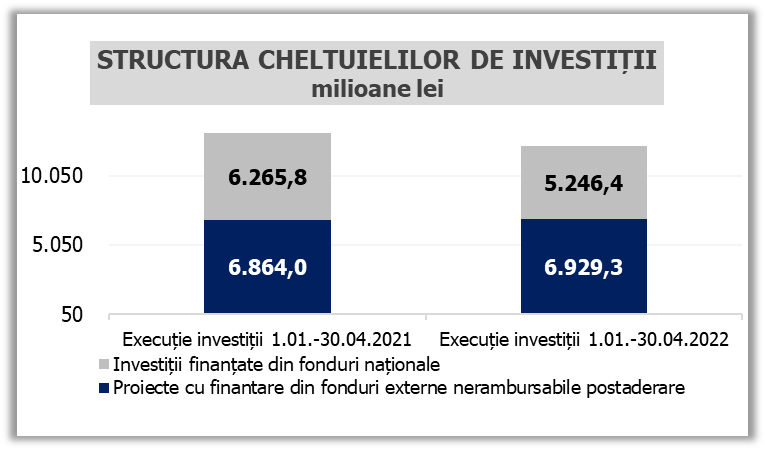 STRUCTURA CHELTUIELILOR DE INVESTIȚII
milioane lei
10.050
5.050
50
6.265,8
5.246,4
6.864,0
6.929,3
Execuție investiții 1.01.-30.04.2021
Execuție investiții 1.01.-30.04.2022
Investiții finanțate din fonduri naționale
Proiecte cu finantare din fonduri externe nerambursabile postaderare